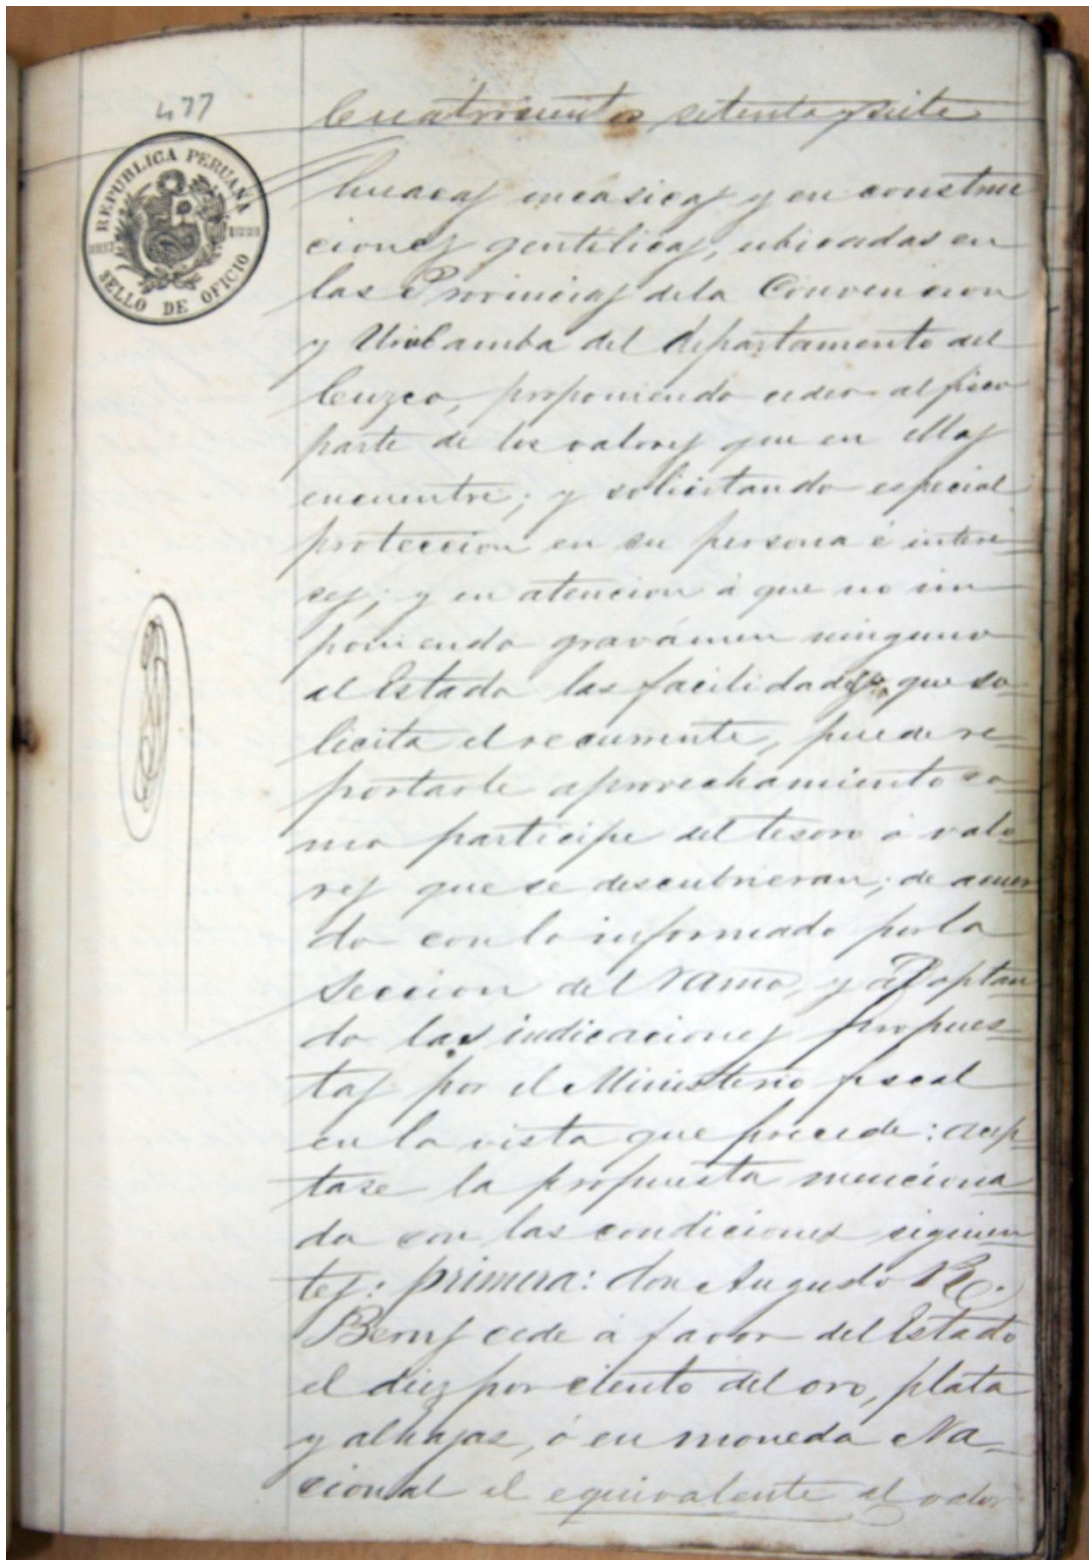 477
Cuatrocientos setenta y siete
REPUBLICA PERUANA
SELLO DE OFICIO
huacas incásicas y en construc
ciones gentilicas, ubicadas en
las Provincias dela Convencion
y Urubamba del departamento del
Cuzco, proponiendo ceder al fisco
parte de los valores que en ellas
encuentre; y solicitando especial
proteccion en su persona é intere-
ses; y en atencion á que no im
poniendo gravámen ninguno
al Estado las facilidades que so-
licita el recurrente, puede re-
portarle aprovechamiento co-
mo participe del tesoro ó valo-
res que se descubrieran; de acuer
do con lo informado por la
seccion del ramo, y adoptan
do las indicaciones propues-
tas por el Ministerio fiscal
en la vista que precede: acép
tase la propuesta menciona
da con las condiciones siguien
tes: primera: don Augusto R.
Berns cede á favor del Estado
el diez por ciento del oro, plata
y alhajas, ó en moneda Na-
cional el equivalente al valor